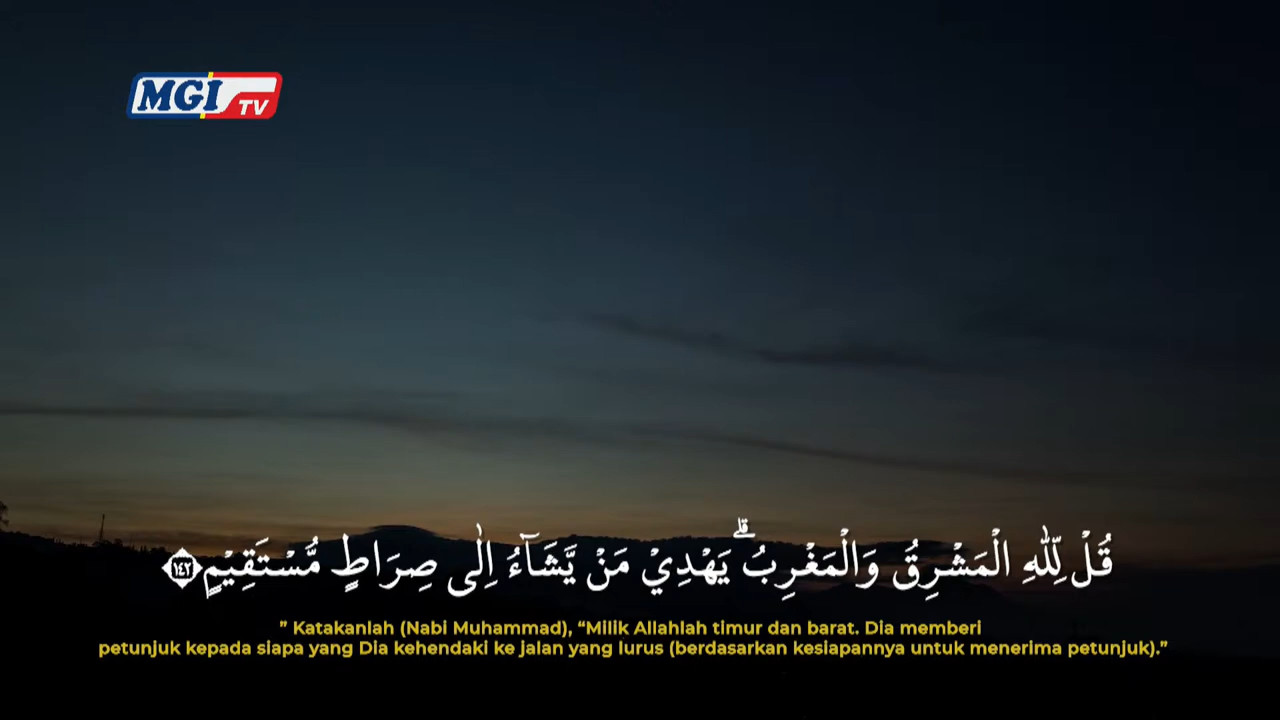 MGI TV
قُلْ لِّلّٰهِ الْمَشْرِقُ وَالْمَغْرِبُۗ يَهْدِيْ مَنْ يَّشَاۤءُ اِلٰى صِرَاطٍ مُّسْتَقِيْمٍ ١٤٢
” Katakanlah (Nabi Muhammad), “Milik Allahlah timur dan barat. Dia memberi
petunjuk kepada siapa yang Dia kehendaki ke jalan yang lurus (berdasarkan kesiapannya untuk menerima petunjuk).”